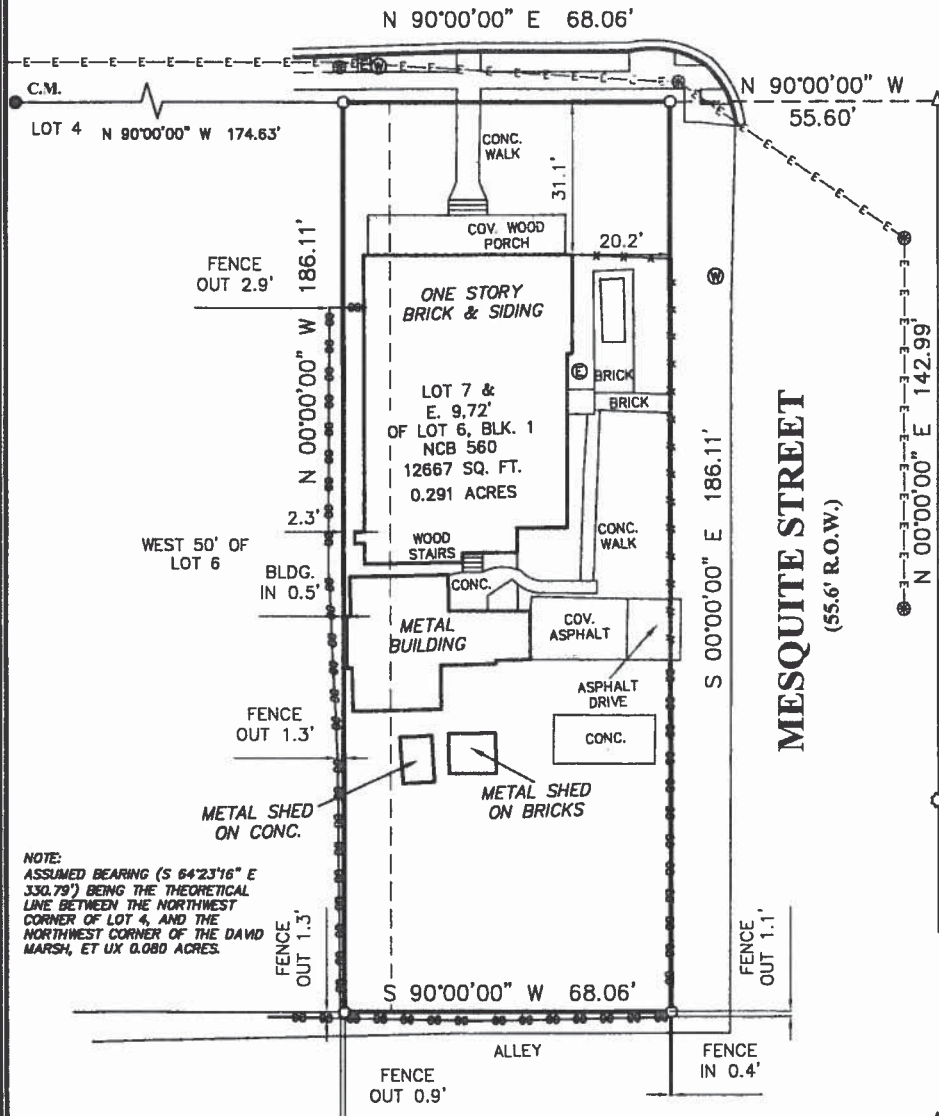 N 90°00'00" E 68.06'
C.M.
LOT 4 N 90°00'00" W 174.63'
N 90°00'00" W
55.60'
CONC.
WALK
31.1'
COV. WOOD
PORCH
20.2'
FENCE
OUT 2.9'
N 00°00'00" W 186.11'
ONE STORY
BRICK & SIDING
E
W
BRICK
BRICK
LOT 7 &
E. 9,72'
OF LOT 6, BLK. 1
NCB 560
12667 SQ. FT.
0.291 ACRES
2.3'
WEST 50' OF
LOT 6
WOOD
STAIRS
CONC.
WALK
BLDG.
IN 0.5'
CONC.
METAL
BUILDING
COV.
ASPHALT
S 00°00'00" E 186.11'
MESQUITE STREET
(55.6' R.O.W.)
N 00°00'00" E 142.99'
ASPHALT
DRIVE
FENCE
OUT 1.3'
CONC.
METAL SHED
ON CONC.
METAL SHED
ON BRICKS
NOTE:
ASSUMED BEARING (S 64°23'16" E
330.79') BEING THE THEORETICAL
LINE BETWEEN THE NORTHWEST
CORNER OF LOT 4, AND THE
NORTHWEST CORNER OF THE DAVID
MARSH, ET UX 0.080 ACRES.
FENCE
OUT 1.3'
FENCE
OUT 1.1'
S 90°00'00" W 68.06'
ALLEY
FENCE
OUT 0.9'
FENCE
IN 0.4'